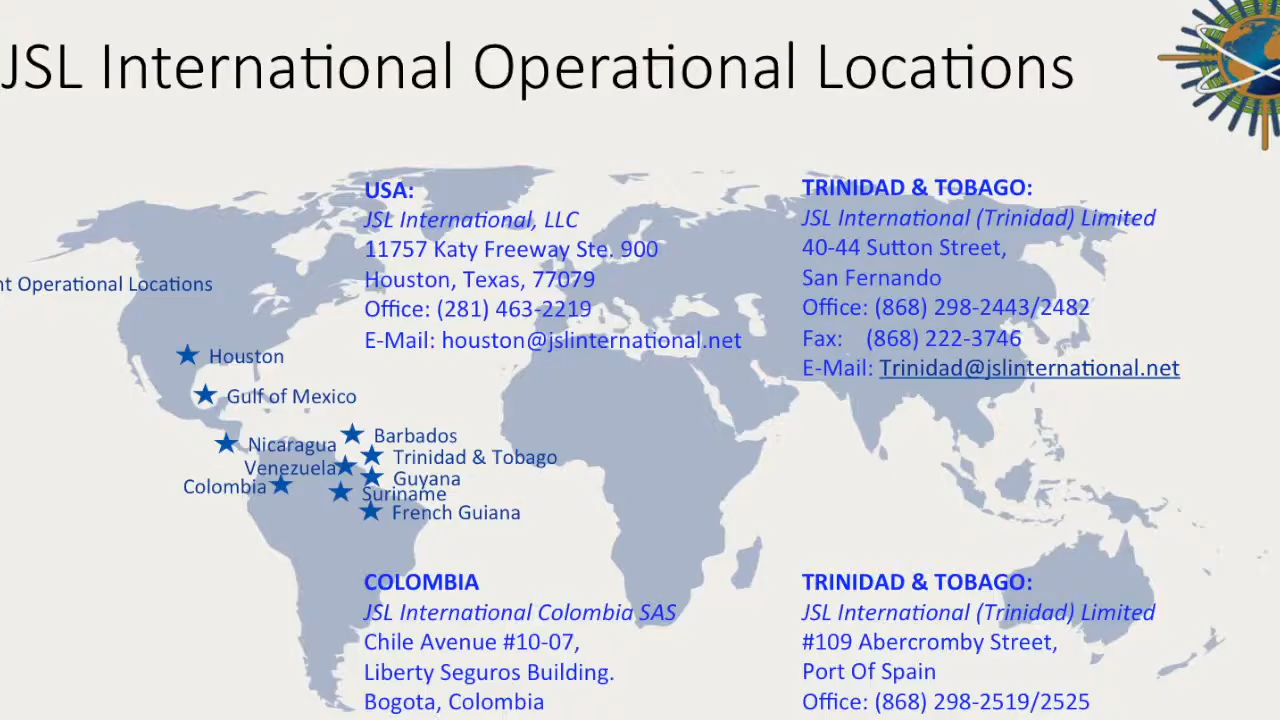 JSL International Operational Locations
USA:
JSL International, LLC
11757 Katy Freeway Ste. 900
Houston, Texas, 77079
Office: (281) 463-2219
E-Mail: houston@jslinternational.net
TRINIDAD & TOBAGO:
JSL International (Trinidad) Limited
40-44 Sutton Street,
San Fernando
Office: (868) 298-2443/2482
Fax: (868) 222-3746
E-Mail: Trinidad@jslinternational.net
nt Operational Locations
Houston
Gulf of Mexico
Nicaragua
Barbados
Trinidad & Tobago
Venezuela
Guyana
Colombia
Suriname
French Guiana
COLOMBIA
JSL International Colombia SAS
Chile Avenue #10-07,
Liberty Seguros Building.
Bogota, Colombia
TRINIDAD & TOBAGO:
JSL International (Trinidad) Limited
#109 Abercromby Street,
Port Of Spain
Office: (868) 298-2519/2525